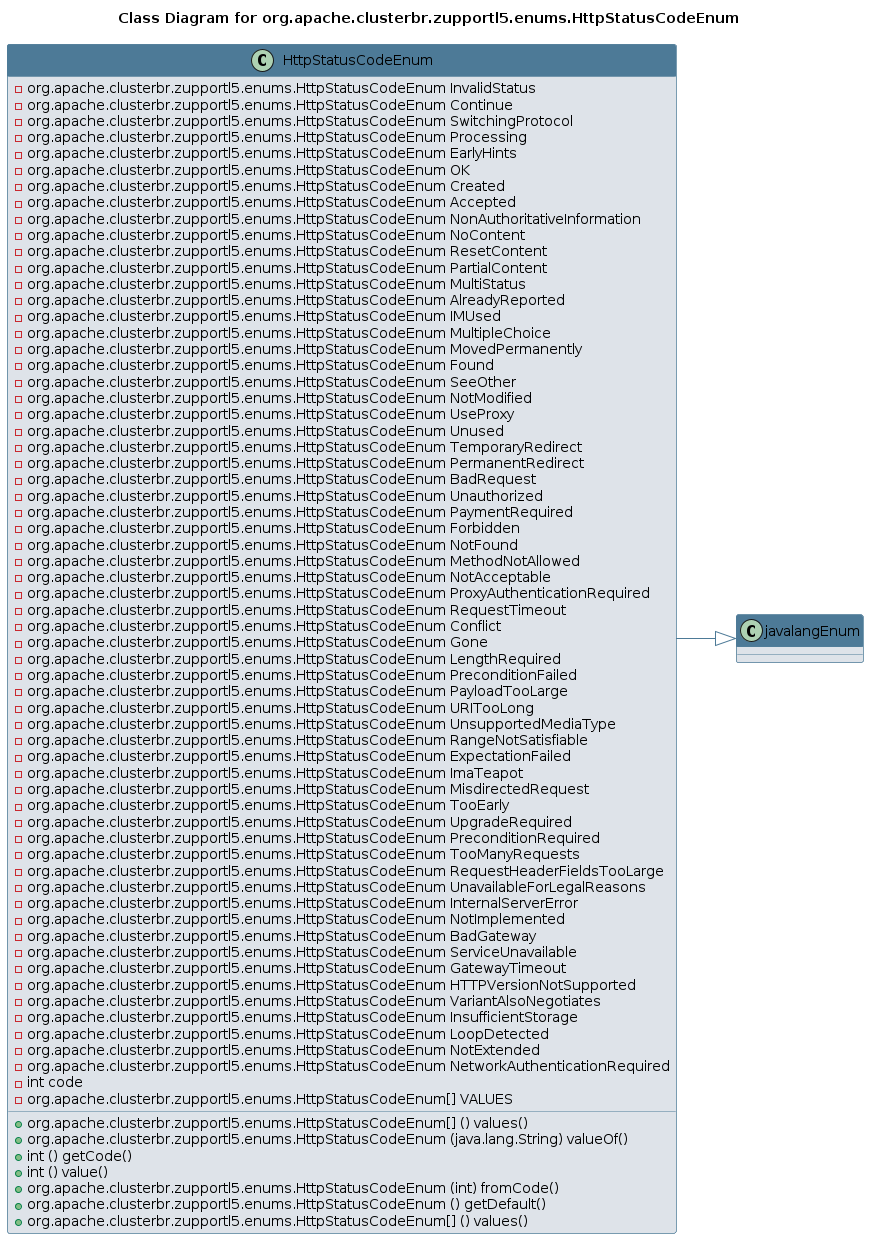 Class Diagram for org.apache.clusterbr.zupportl5.enums.HttpStatusCodeEnum
C HttpStatusCodeEnum
org.apache.clusterbr.zupportl5.enums.HttpStatusCodeEnum InvalidStatus
org.apache.clusterbr.zupportl5.enums.HttpStatusCodeEnum Continue
org.apache.clusterbr.zupportl5.enums.HttpStatusCodeEnum SwitchingProtocol
org.apache.clusterbr.zupportl5.enums.HttpStatusCodeEnum Processing
org.apache.clusterbr.zupportl5.enums.HttpStatusCodeEnum EarlyHints
org.apache.clusterbr.zupportl5.enums.HttpStatusCodeEnum OK
org.apache.clusterbr.zupportl5.enums.HttpStatusCodeEnum Created
org.apache.clusterbr.zupportl5.enums.HttpStatusCodeEnum Accepted
org.apache.clusterbr.zupportl5.enums.HttpStatusCodeEnum NonAuthoritativeInformation
org.apache.clusterbr.zupportl5.enums.HttpStatusCodeEnum NoContent
org.apache.clusterbr.zupportl5.enums.HttpStatusCodeEnum ResetContent
org.apache.clusterbr.zupportl5.enums.HttpStatusCodeEnum PartialContent
org.apache.clusterbr.zupportl5.enums.HttpStatusCodeEnum MultiStatus
org.apache.clusterbr.zupportl5.enums.HttpStatusCodeEnum AlreadyReported
org.apache.clusterbr.zupportl5.enums.HttpStatusCodeEnum IMUsed
org.apache.clusterbr.zupportl5.enums.HttpStatusCodeEnum MultipleChoice
org.apache.clusterbr.zupportl5.enums.HttpStatusCodeEnum MovedPermanently
org.apache.clusterbr.zupportl5.enums.HttpStatusCodeEnum Found
org.apache.clusterbr.zupportl5.enums.HttpStatusCodeEnum SeeOther
org.apache.clusterbr.zupportl5.enums.HttpStatusCodeEnum NotModified
org.apache.clusterbr.zupportl5.enums.HttpStatusCodeEnum UseProxy
org.apache.clusterbr.zupportl5.enums.HttpStatusCodeEnum Unused
org.apache.clusterbr.zupportl5.enums.HttpStatusCodeEnum TemporaryRedirect
org.apache.clusterbr.zupportl5.enums.HttpStatusCodeEnum PermanentRedirect
org.apache.clusterbr.zupportl5.enums.HttpStatusCodeEnum BadRequest
org.apache.clusterbr.zupportl5.enums.HttpStatusCodeEnum Unauthorized
org.apache.clusterbr.zupportl5.enums.HttpStatusCodeEnum PaymentRequired
org.apache.clusterbr.zupportl5.enums.HttpStatusCodeEnum Forbidden
org.apache.clusterbr.zupportl5.enums.HttpStatusCodeEnum NotFound
org.apache.clusterbr.zupportl5.enums.HttpStatusCodeEnum MethodNotAllowed
org.apache.clusterbr.zupportl5.enums.HttpStatusCodeEnum NotAcceptable
org.apache.clusterbr.zupportl5.enums.HttpStatusCodeEnum ProxyAuthenticationRequired
org.apache.clusterbr.zupportl5.enums.HttpStatusCodeEnum RequestTimeout
org.apache.clusterbr.zupportl5.enums.HttpStatusCodeEnum Conflict
C javalangEnum
org.apache.clusterbr.zupportl5.enums.HttpStatusCodeEnum Gone
org.apache.clusterbr.zupportl5.enums.HttpStatusCodeEnum LengthRequired
org.apache.clusterbr.zupportl5.enums.HttpStatusCodeEnum PreconditionFailed
org.apache.clusterbr.zupportl5.enums.HttpStatusCodeEnum PayloadTooLarge
org.apache.clusterbr.zupportl5.enums.HttpStatusCodeEnum URITooLong
org.apache.clusterbr.zupportl5.enums.HttpStatusCodeEnum UnsupportedMediaType
org.apache.clusterbr.zupportl5.enums.HttpStatusCodeEnum RangeNotSatisfiable
org.apache.clusterbr.zupportl5.enums.HttpStatusCodeEnum ExpectationFailed
org.apache.clusterbr.zupportl5.enums.HttpStatusCodeEnum ImaTeapot
org.apache.clusterbr.zupportl5.enums.HttpStatusCodeEnum MisdirectedRequest
org.apache.clusterbr.zupportl5.enums.HttpStatusCodeEnum TooEarly
org.apache.clusterbr.zupportl5.enums.HttpStatusCodeEnum UpgradeRequired
org.apache.clusterbr.zupportl5.enums.HttpStatusCodeEnum PreconditionRequired
org.apache.clusterbr.zupportl5.enums.HttpStatusCodeEnum TooManyRequests
org.apache.clusterbr.zupportl5.enums.HttpStatusCodeEnum RequestHeaderFieldsTooLarge
org.apache.clusterbr.zupportl5.enums.HttpStatusCodeEnum UnavailableForLegalReasons
org.apache.clusterbr.zupportl5.enums.HttpStatusCodeEnum InternalServerError
org.apache.clusterbr.zupportl5.enums.HttpStatusCodeEnum NotImplemented
org.apache.clusterbr.zupportl5.enums.HttpStatusCodeEnum BadGateway
org.apache.clusterbr.zupportl5.enums.HttpStatusCodeEnum ServiceUnavailable
org.apache.clusterbr.zupportl5.enums.HttpStatusCodeEnum GatewayTimeout
org.apache.clusterbr.zupportl5.enums.HttpStatusCodeEnum HTTPVersionNotSupported
org.apache.clusterbr.zupportl5.enums.HttpStatusCodeEnum VariantAlsoNegotiates
org.apache.clusterbr.zupportl5.enums.HttpStatusCodeEnum InsufficientStorage
org.apache.clusterbr.zupportl5.enums.HttpStatusCodeEnum LoopDetected
org.apache.clusterbr.zupportl5.enums.HttpStatusCodeEnum NotExtended
org.apache.clusterbr.zupportl5.enums.HttpStatusCodeEnum NetworkAuthenticationRequired
int code
org.apache.clusterbr.zupportl5.enums.HttpStatusCodeEnum[] VALUES
org.apache.clusterbr.zupportl5.enums.HttpStatusCodeEnum[] () values()
org.apache.clusterbr.zupportl5.enums.HttpStatusCodeEnum (java.lang.String) valueOf()
int () getCode()
int () value()
org.apache.clusterbr.zupportl5.enums.HttpStatusCodeEnum (int) fromCode()
org.apache.clusterbr.zupportl5.enums.HttpStatusCodeEnum () getDefault()
org.apache.clusterbr.zupportl5.enums.HttpStatusCodeEnum[] () values()